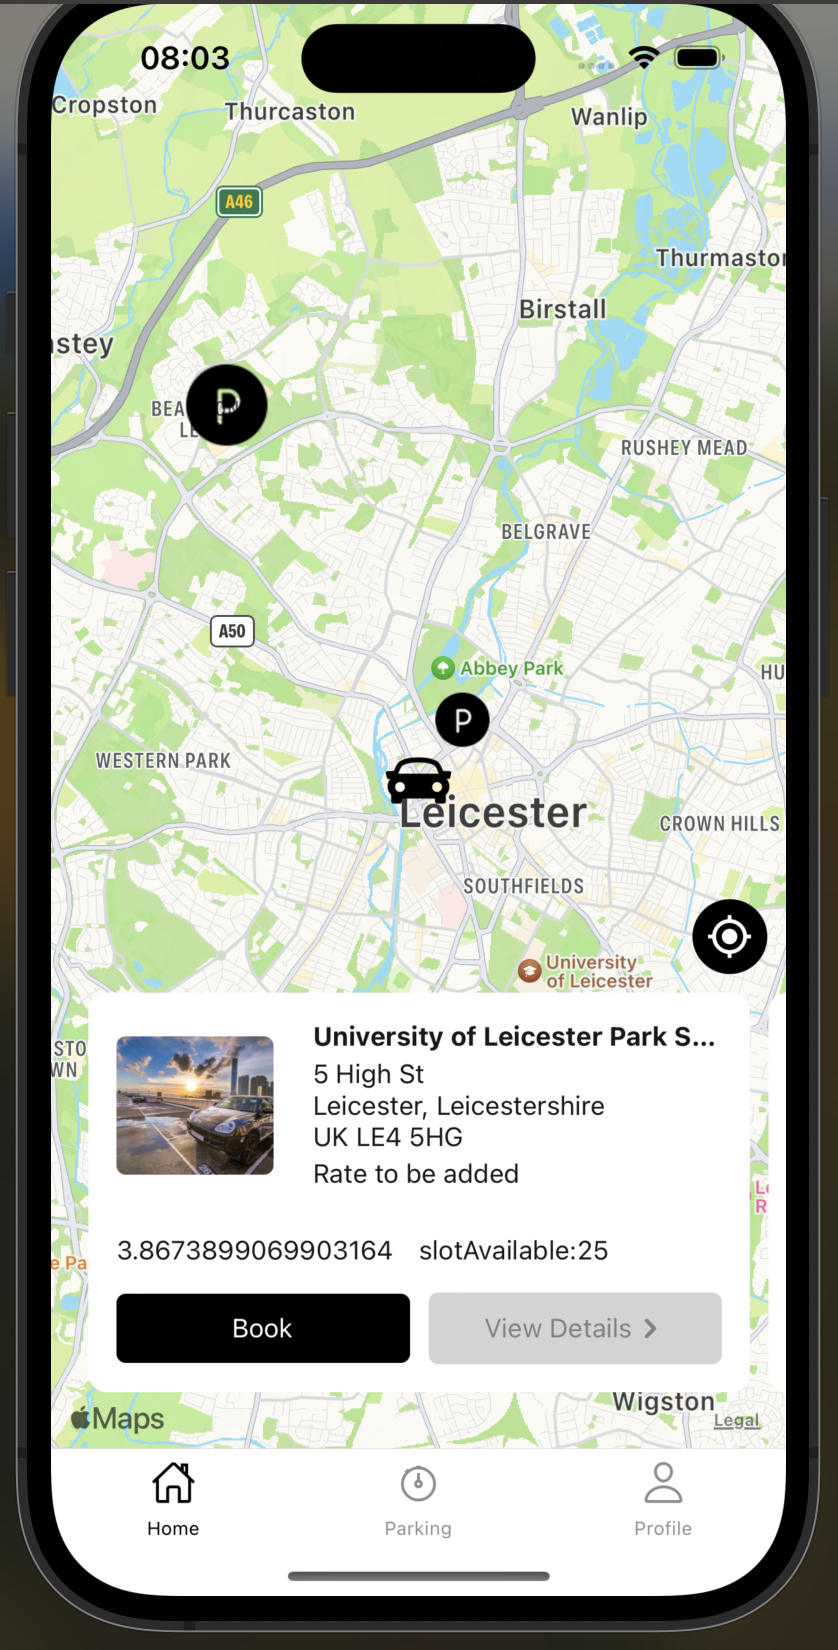 08:03
Cropston
Thurcaston
Wanlip
A46
Thurmaston
Birstall
nstey
P
BEA
LE
RUSHEY MEAD
BELGRAVE
A50
Abbey Park
HU
P
WESTERN PARK
Leicester
CROWN HILLS
SOUTHFIELDS
University
of Leicester
STO
WN
University of Leicester Park S...
5 High St
Leicester, Leicestershire
UK LE4 5HG
Rate to be added
Le
R
3.8673899069903164 slotAvailable:25
e Pa
Book
View Details
Wigston
Maps
Legal
Home
Parking
Profile